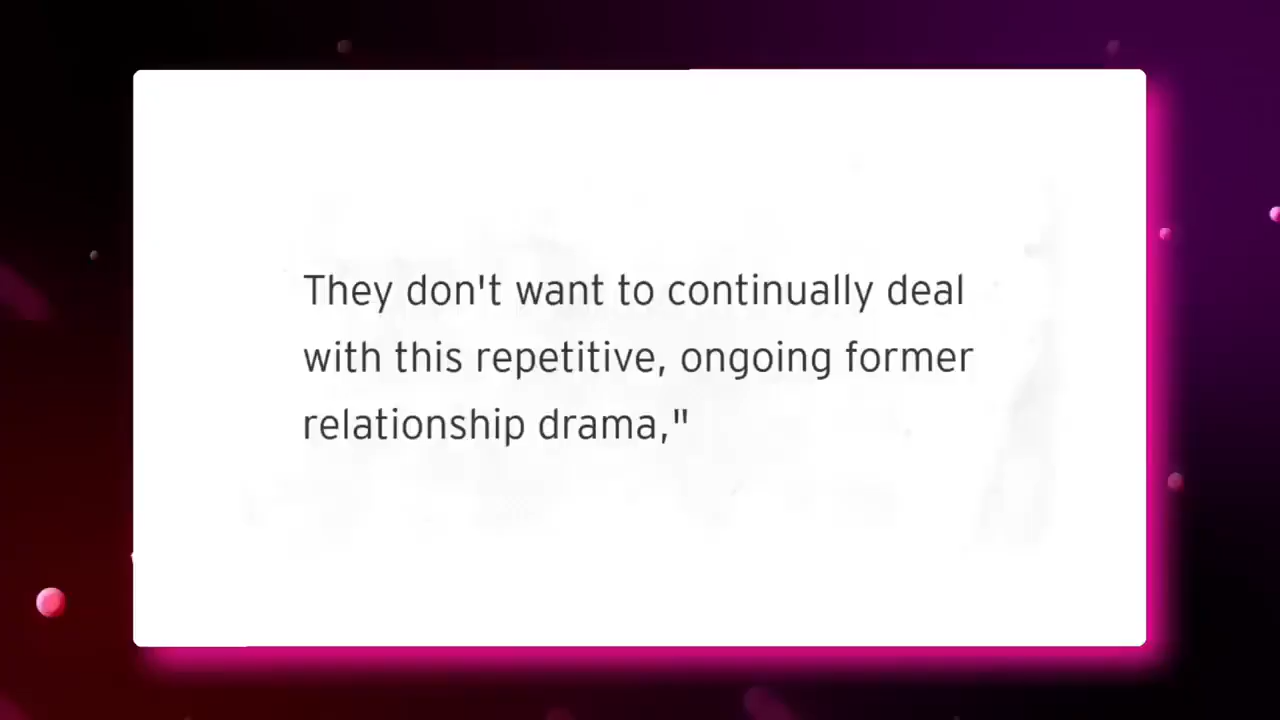 They don't want to continually deal
with this repetitive, ongoing former
relationship drama,"